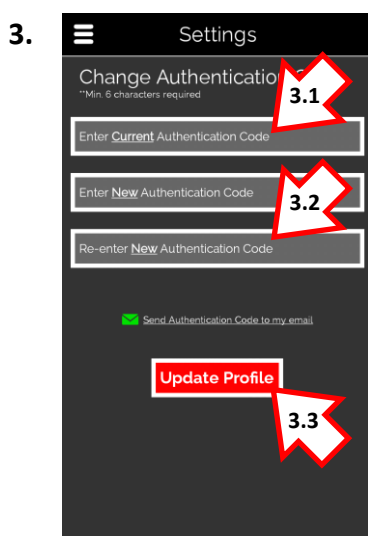 3.
Settings
Change Authentication
**Min. 6 characters required
3.1
Enter Current Authentication Code
Enter New Authentication Code
3.2
Re-enter New Authentication Code
Send Authentication Code to my email
Update Profile
3.3